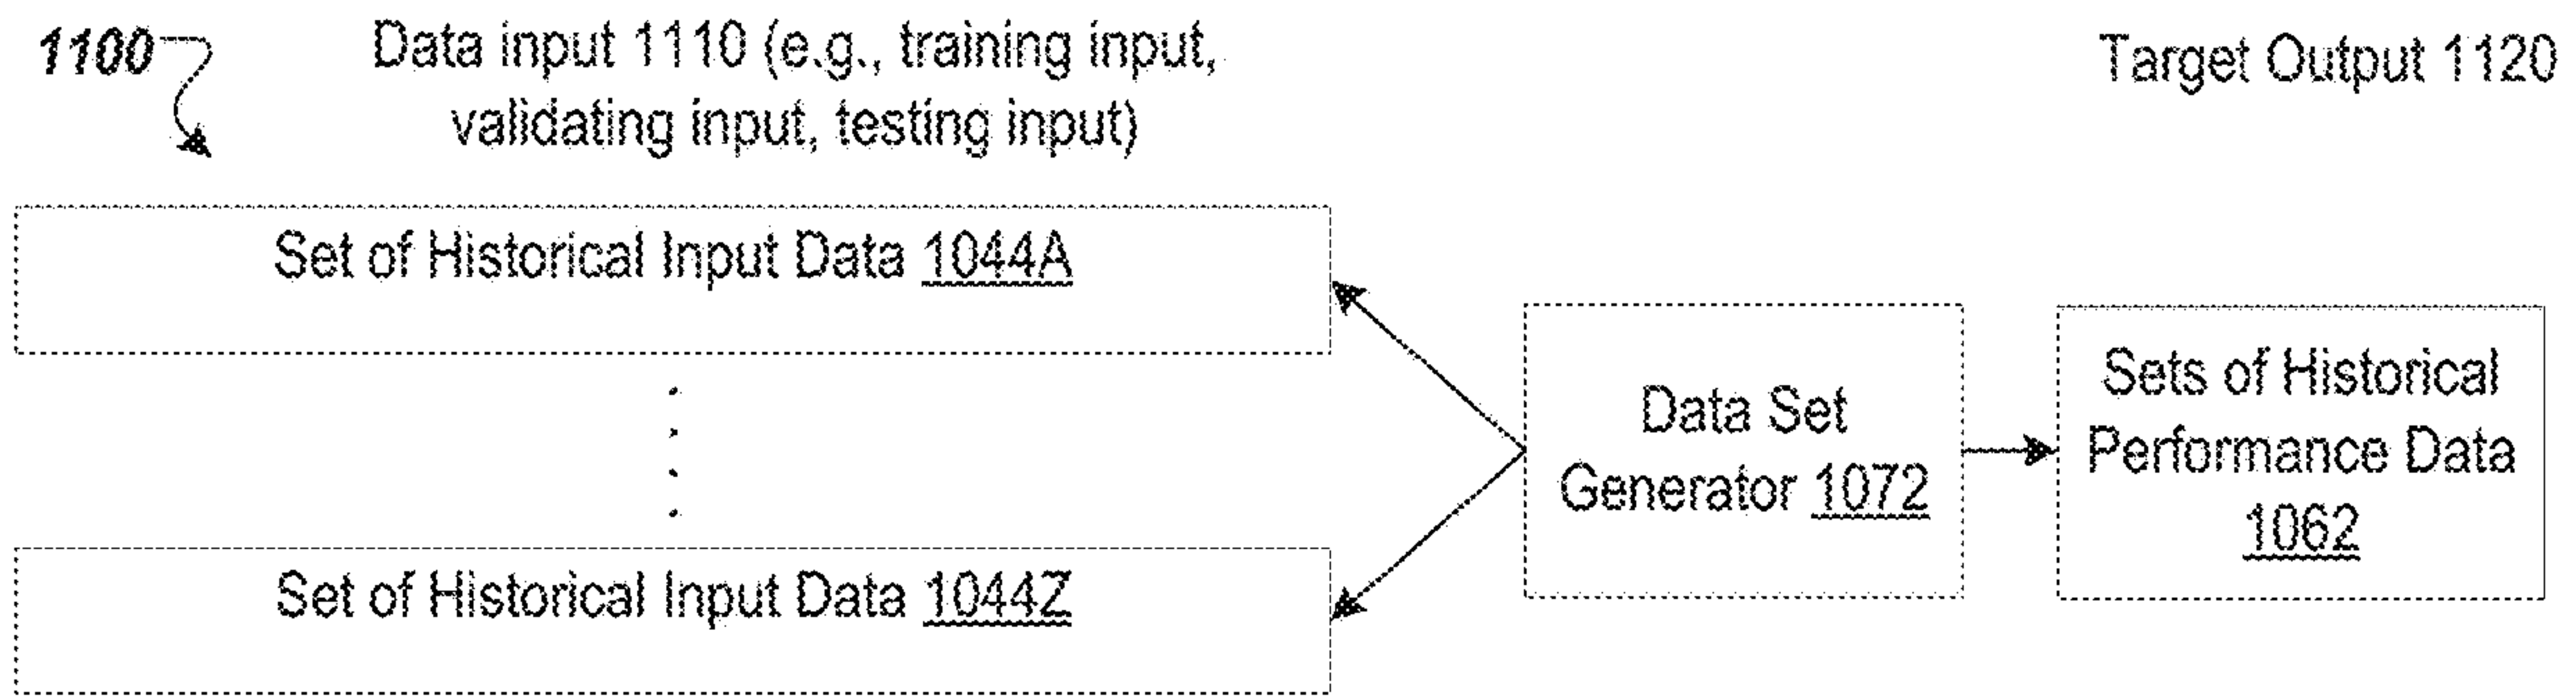 1100
Data input 1110 (e.g., training input,
validating input, testing input)
Target Output 1120
Set of Historical Input Data 1044A
Set of Historical Input Data 1044Z
Data Set
Generator 1072
Sets of Historical
Performance Data
1062